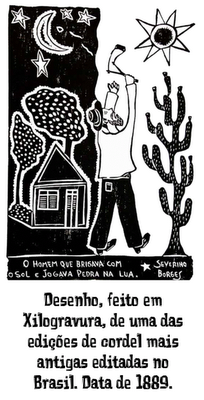 O HOMEM QUE BRIGAVA COM
O SOL E JOGAVA PEDRA NA LUA.
SEVERINO
BORGES
Desenho, feito em
Xilogravura, de uma das
edições de cordel mais
antigas editadas no
Brasil. Data de 1889.